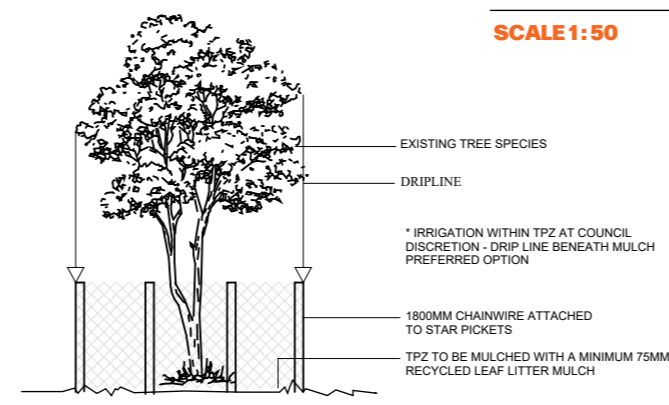 SCALE 1:50
EXISTING TREE SPECIES
DRIPLINE
* IRRIGATION WITHIN TPZ AT COUNCIL
DISCRETION - DRIP LINE BENEATH MULCH
PREFERRED OPTION
1800MM CHAINWIRE ATTACHED
TO STAR PICKETS
TPZ TO BE MULCHED WITH A MINIMUM 75MM
RECYCLED LEAF LITTER MULCH